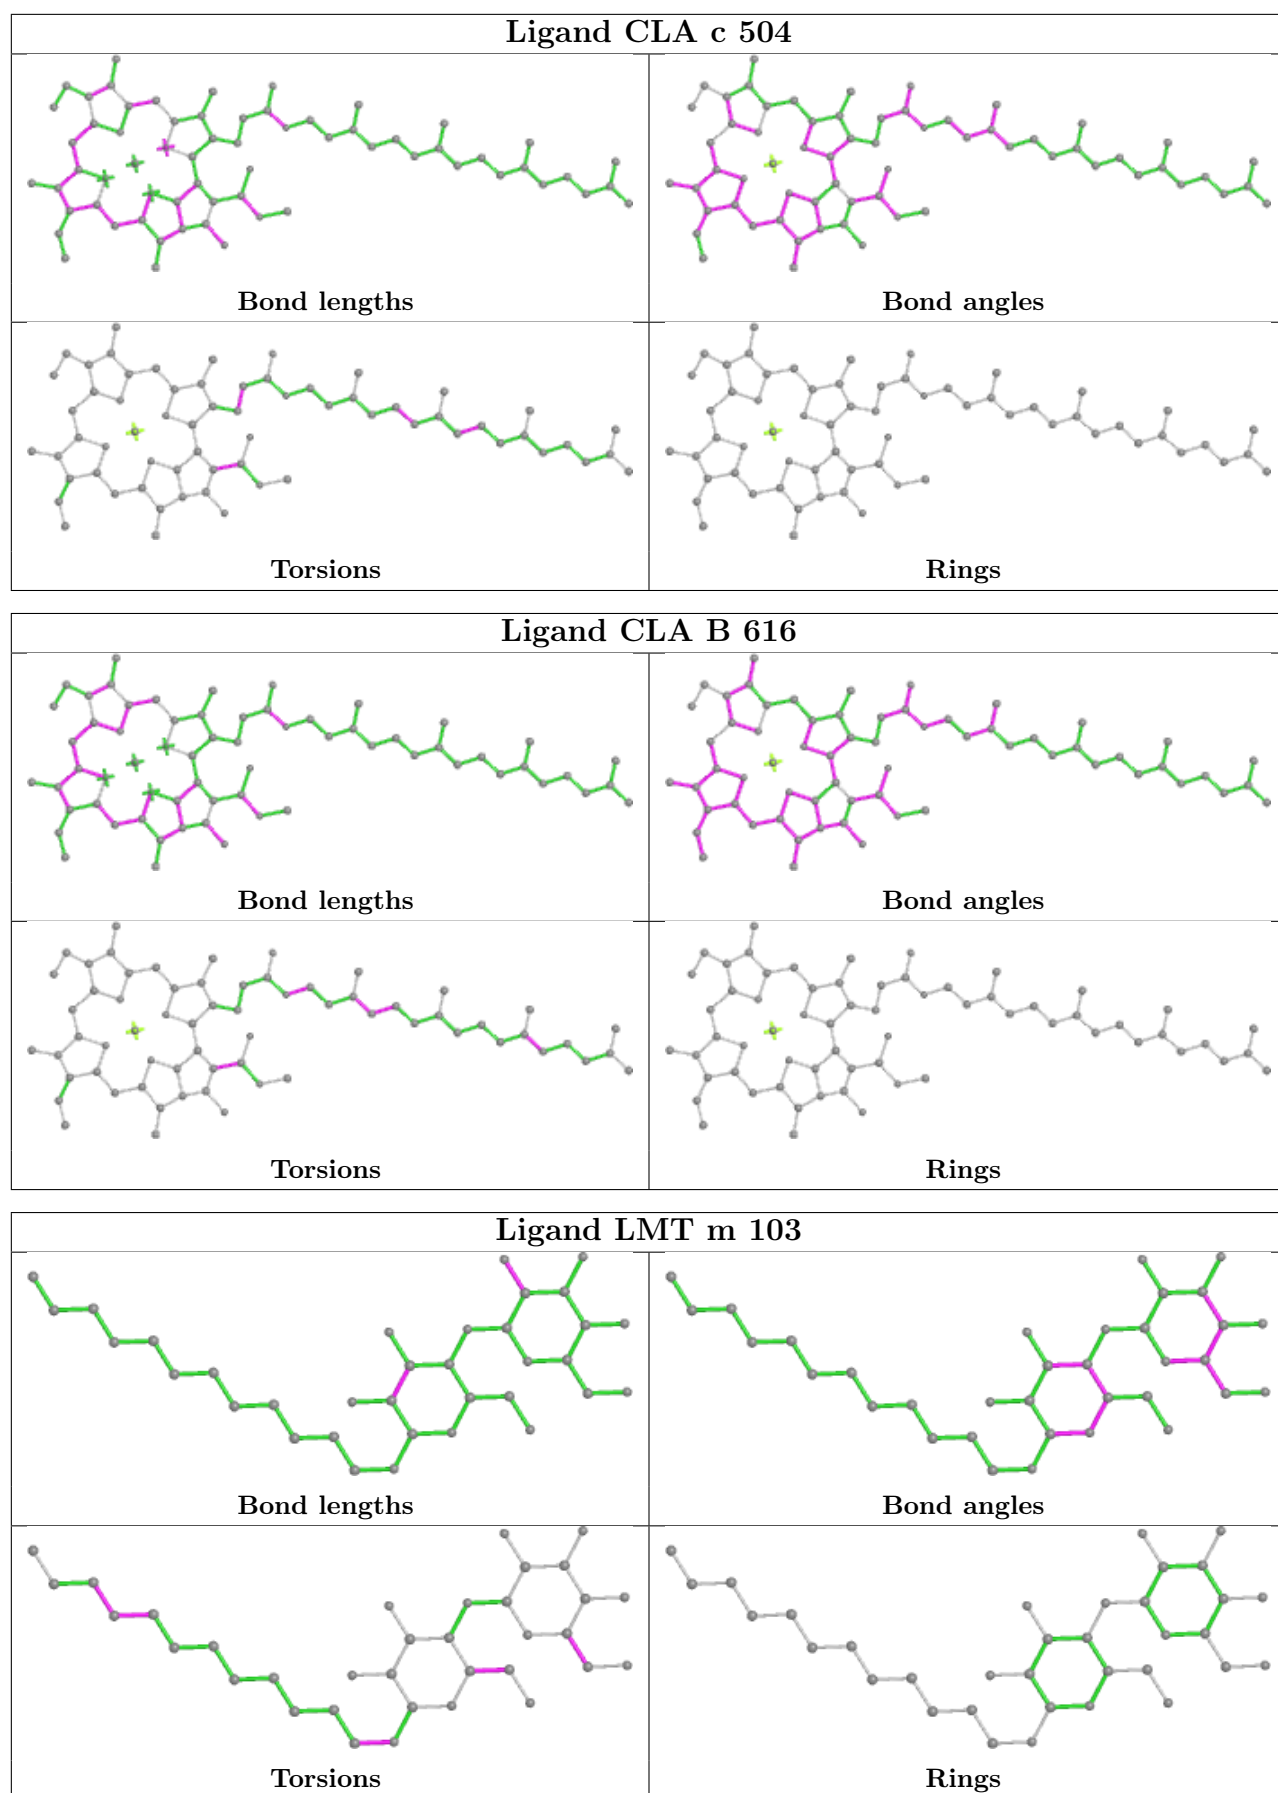 Ligand CLA c 504
Bond lengths
Bond angles
Torsions
Rings
Ligand CLA B 616
Bond lengths
Bond angles
Torsions
Rings
Ligand LMT m 103
Bond lengths
Bond angles
Torsions
Rings